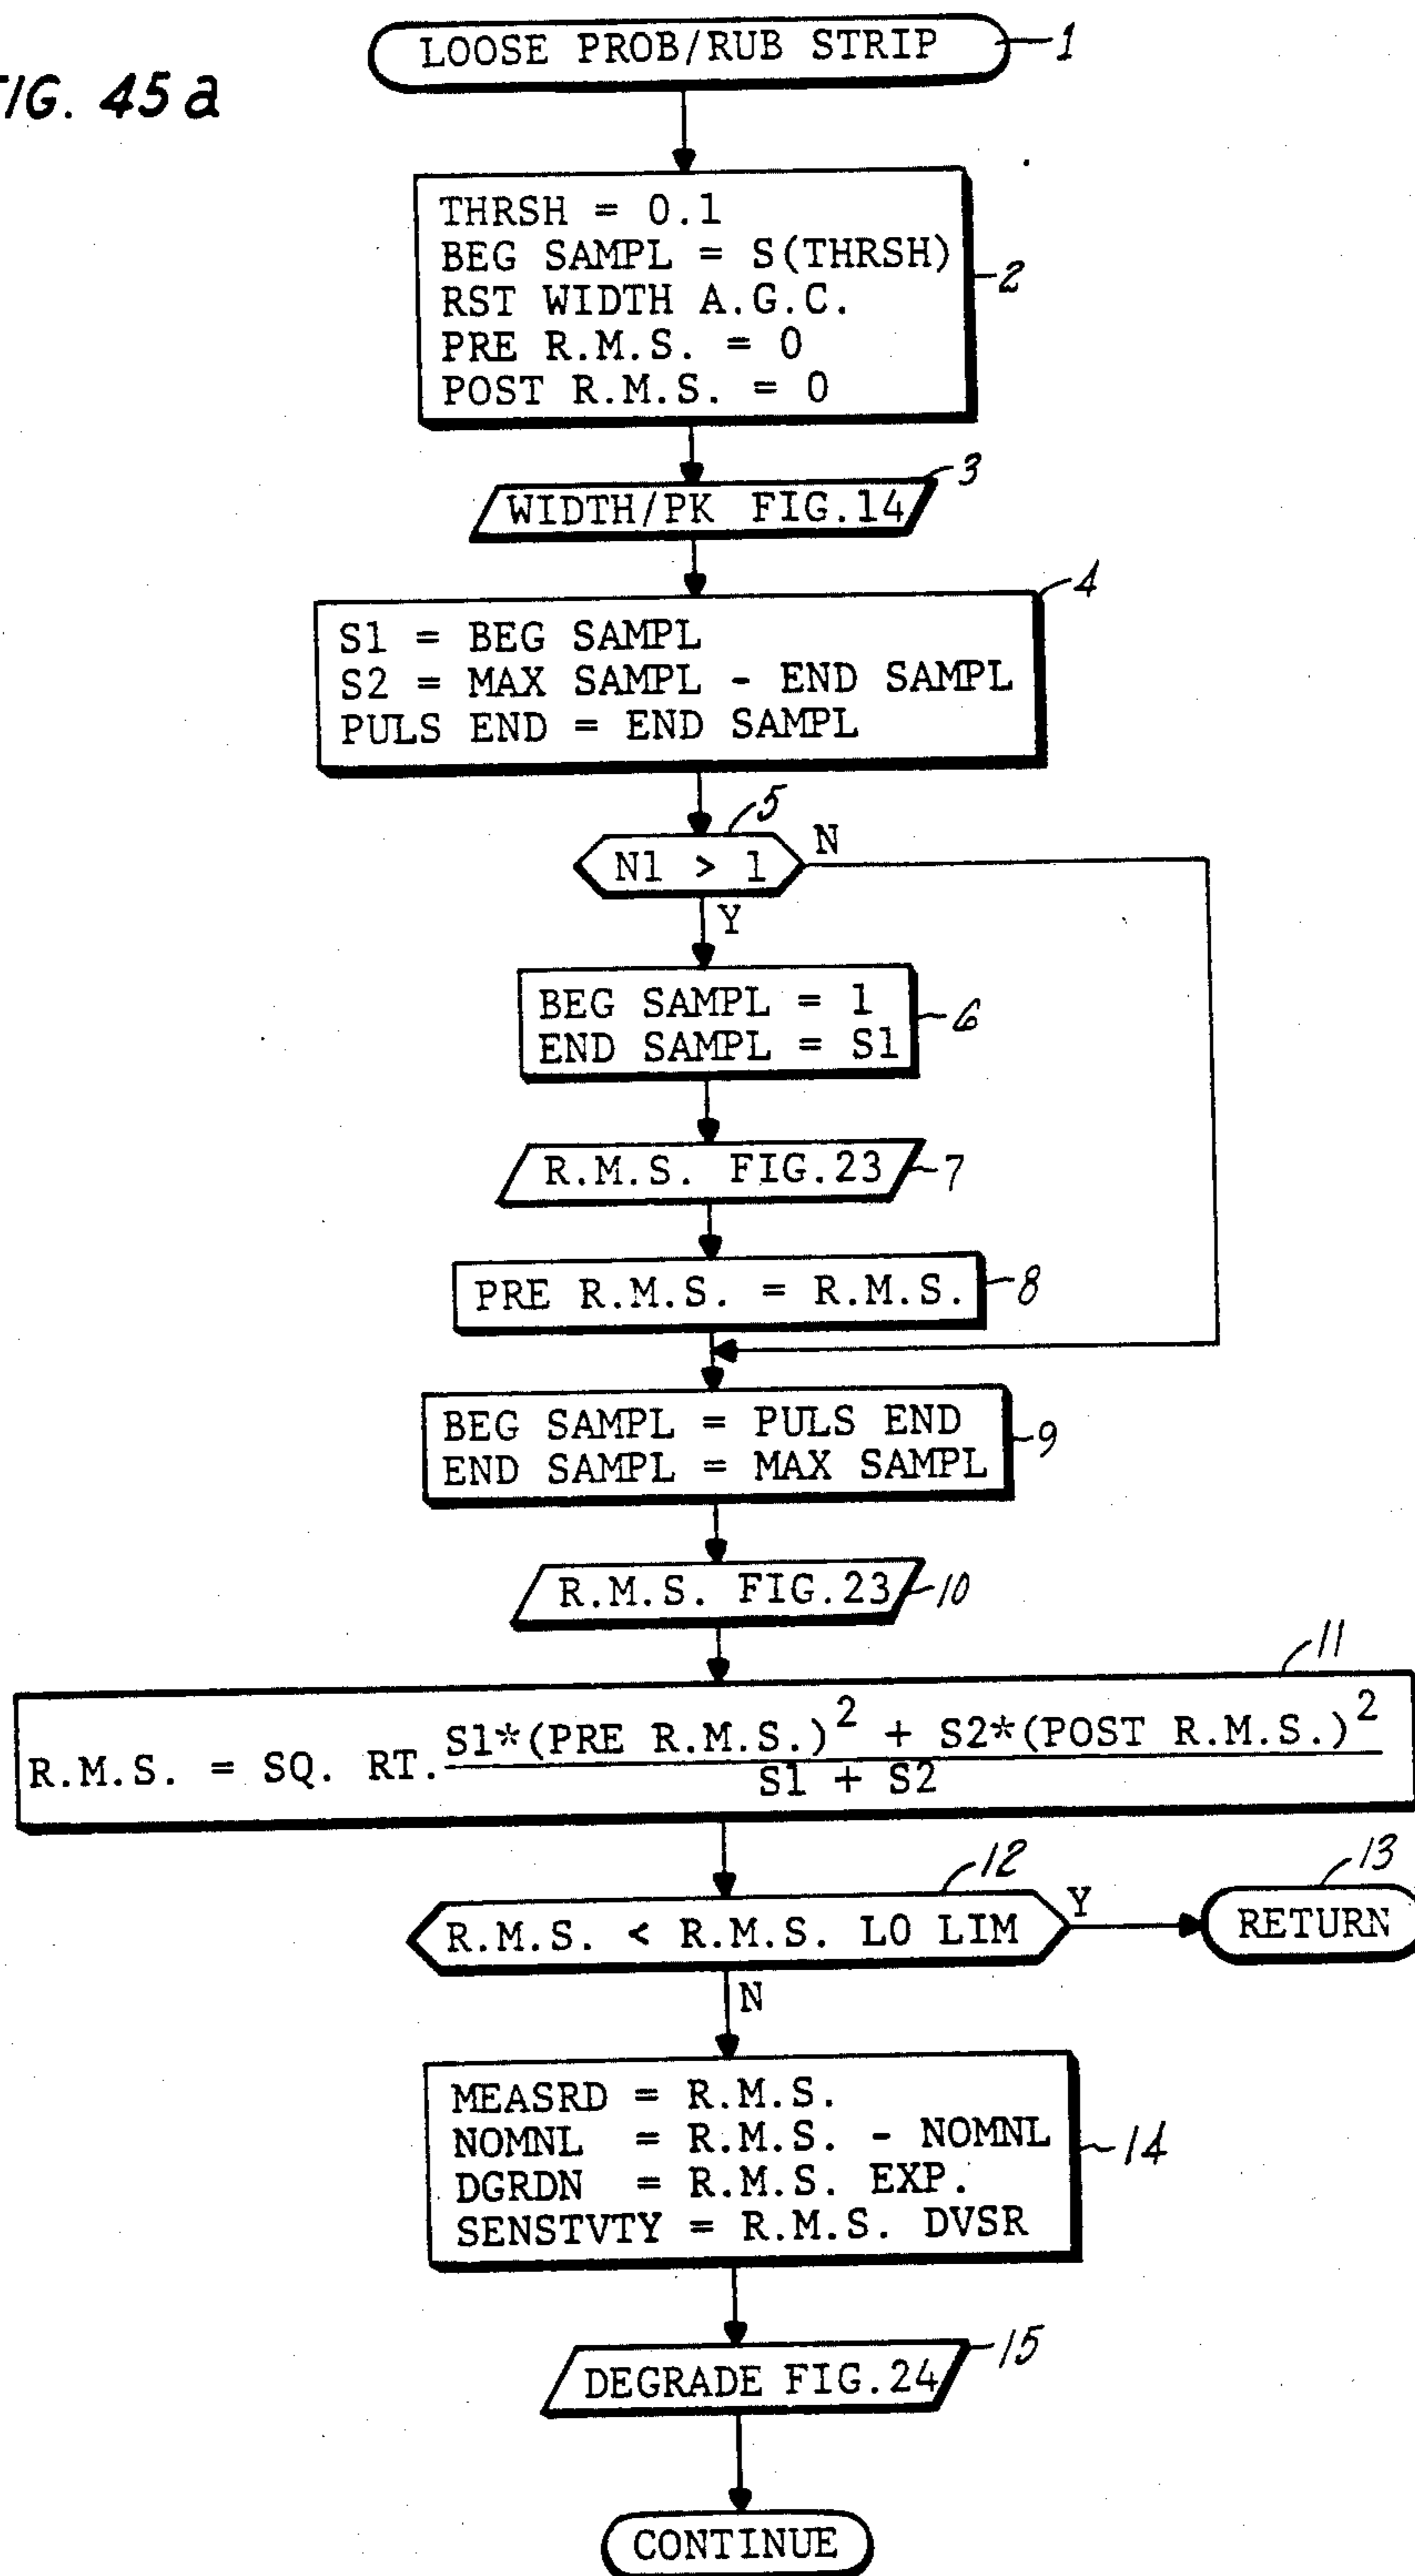 FIG. 45a
LOOSE PROB/RUB STRIP
1
THRSH = 0.1
BEG SAMPL = S(THRSH)
RST WIDTH A.G.C.
PRE R.M.S. = 0
POST R.M.S. = 0
2
WIDTH/PK FIG.14
3
S1 = BEG SAMPL
S2 = MAX SAMPL - END SAMPL
PULS END = END SAMPL
4
N1 > 1
5
N
Y
BEG SAMPL = 1
END SAMPL = S1
6
R.M.S. FIG.23
7
PRE R.M.S. = R.M.S.
8
BEG SAMPL = PULS END
END SAMPL = MAX SAMPL
9
R.M.S. FIG.23
10
R.M.S. = SQ. RT. S1*(PRE R.M.S.)2 + S2*(POST R.M.S.)2
S1 + S2
11
R.M.S. < R.M.S. LO LIM
12
Y
RETURN
13
N
MEASRD = R.M.S.
NOMNL = R.M.S. - NOMNL
DGRDN = R.M.S. EXP.
SENSTVTY = R.M.S. DVSR
14
DEGRADE FIG.24
15
CONTINUE